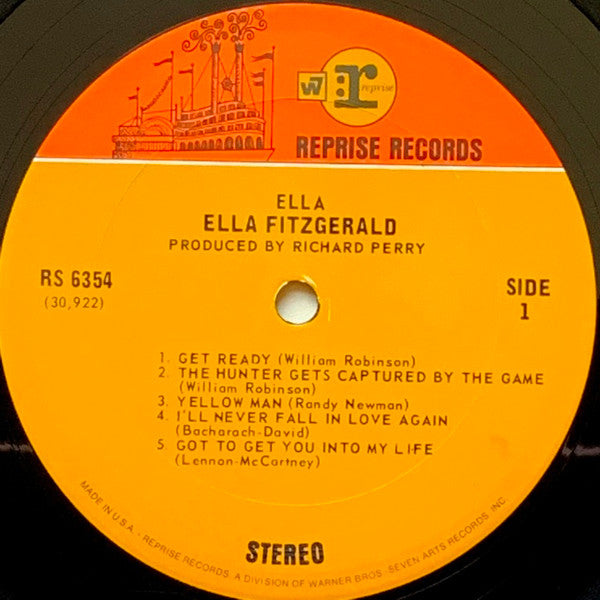 W7 r reprise
REPRISE RECORDS
ELLA
ELLA FITZGERALD
PRODUCED BY RICHARD PERRY
RS 6354
(30,922)
SIDE
1
1. GET READY (William Robinson)
2. THE HUNTER GETS CAPTURED BY THE GAME
(William Robinson)
3. YELLOW MAN (Randy Newman)
4. I'LL NEVER FALL IN LOVE AGAIN
(Bacharach-David)
5. GOT TO GET YOU INTO MY LIFE
(Lennon-McCartney)
STEREO
MADE IN U.S.A. - REPRISE RECORDS, A DIVISION OF WARNER BROS.-SEVEN ARTS RECORDS, INC.